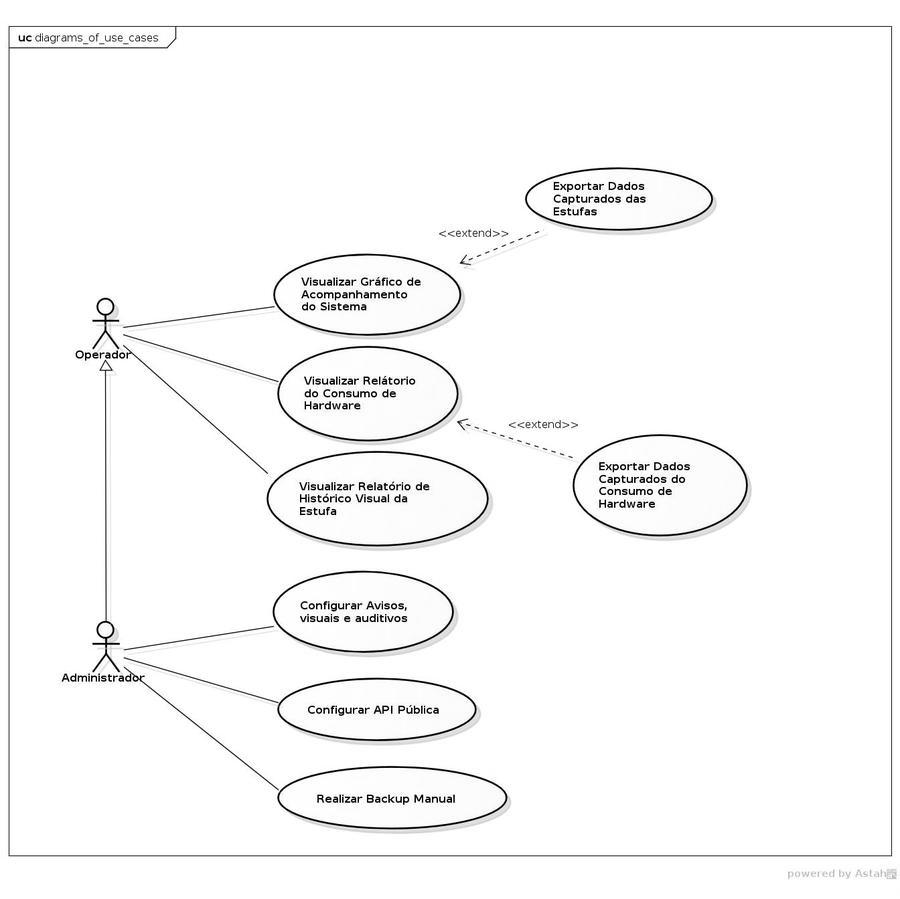 uc diagrams_of_use_cases
Exportar Dados
Capturados das
Estufas
<<extend>>
Visualizar Gráfico de
Acompanhamento
do Sistema
Operador
Visualizar Relátorio
do Consumo de
Hardware
<<extend>>
Exportar Dados
Capturados do
Consumo de
Hardware
Visualizar Relatório de
Histórico Visual da
Estufa
Configurar Avisos,
visuais e auditivos
Administrador
Configurar API Pública
Realizar Backup Manual
powered by Astah